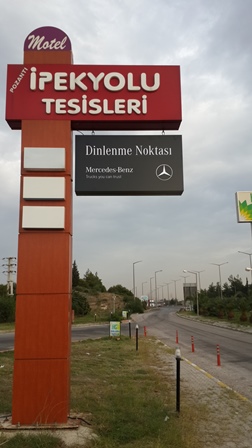 Motel
POZANTI
İPEKYOLU
TESİSLERİ
Dinlenme Noktası
Mercedes-Benz
Trucks you can trust